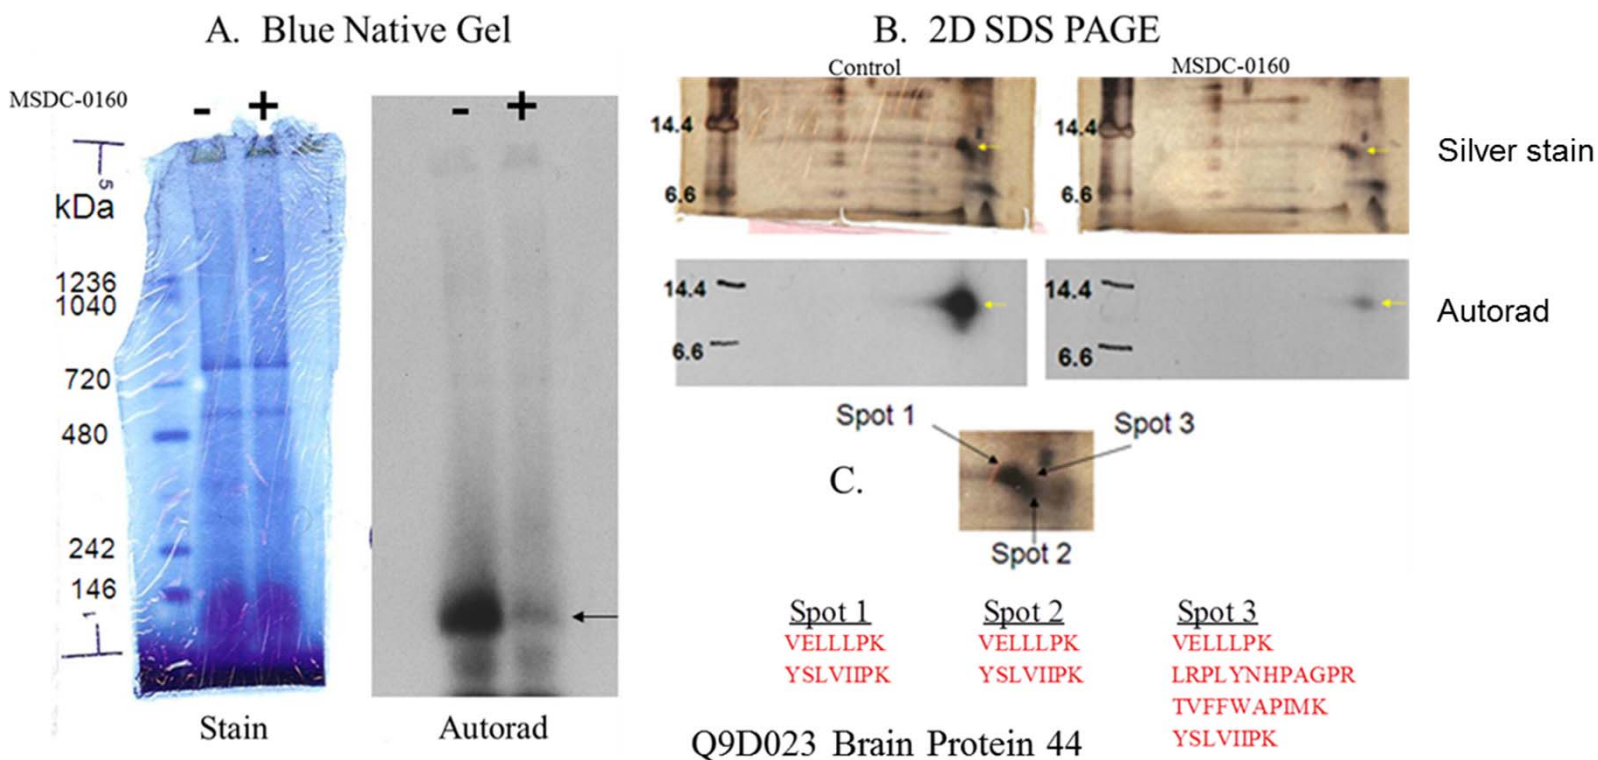 A. Blue Native Gel
MSDC-0160
- +
- +
kDa
5
1236
1040
720
480
242
146
1
Stain
Autorad
B. 2D SDS PAGE
Control
MSDC-0160
14.4
6.6
14.4
6.6
Silver stain
14.4
6.6
14.4
6.6
Autorad
C.
Spot 1
Spot 3
Spot 2
Spot 1
VELLLPK
YSLVIIPK
Spot 2
VELLLPK
YSLVIIPK
Spot 3
VELLLPK
LRPLYNHPAGPR
TVFFWAPIMK
YSLVIIPK
Q9D023 Brain Protein 44